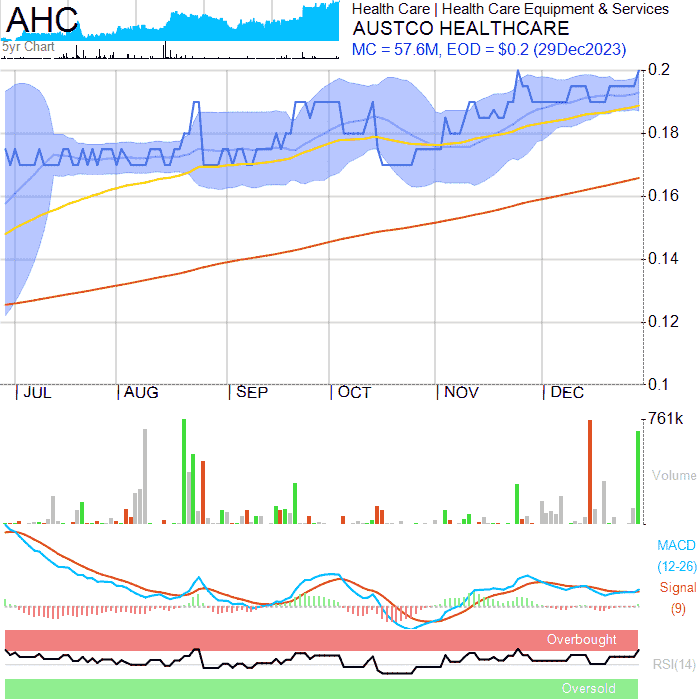 AHC
5yr Chart
Health Care | Health Care Equipment & Services
AUSTCO HEALTHCARE
MC = 57.6M, EOD = $0.2 (29Dec2023)
0.2
0.18
0.16
0.14
0.12
0.1
JUL AUG SEP OCT NOV DEC
761k
Volume
MACD
(12-26)
Signal
(9)
Overbought
RSI(14)
Oversold